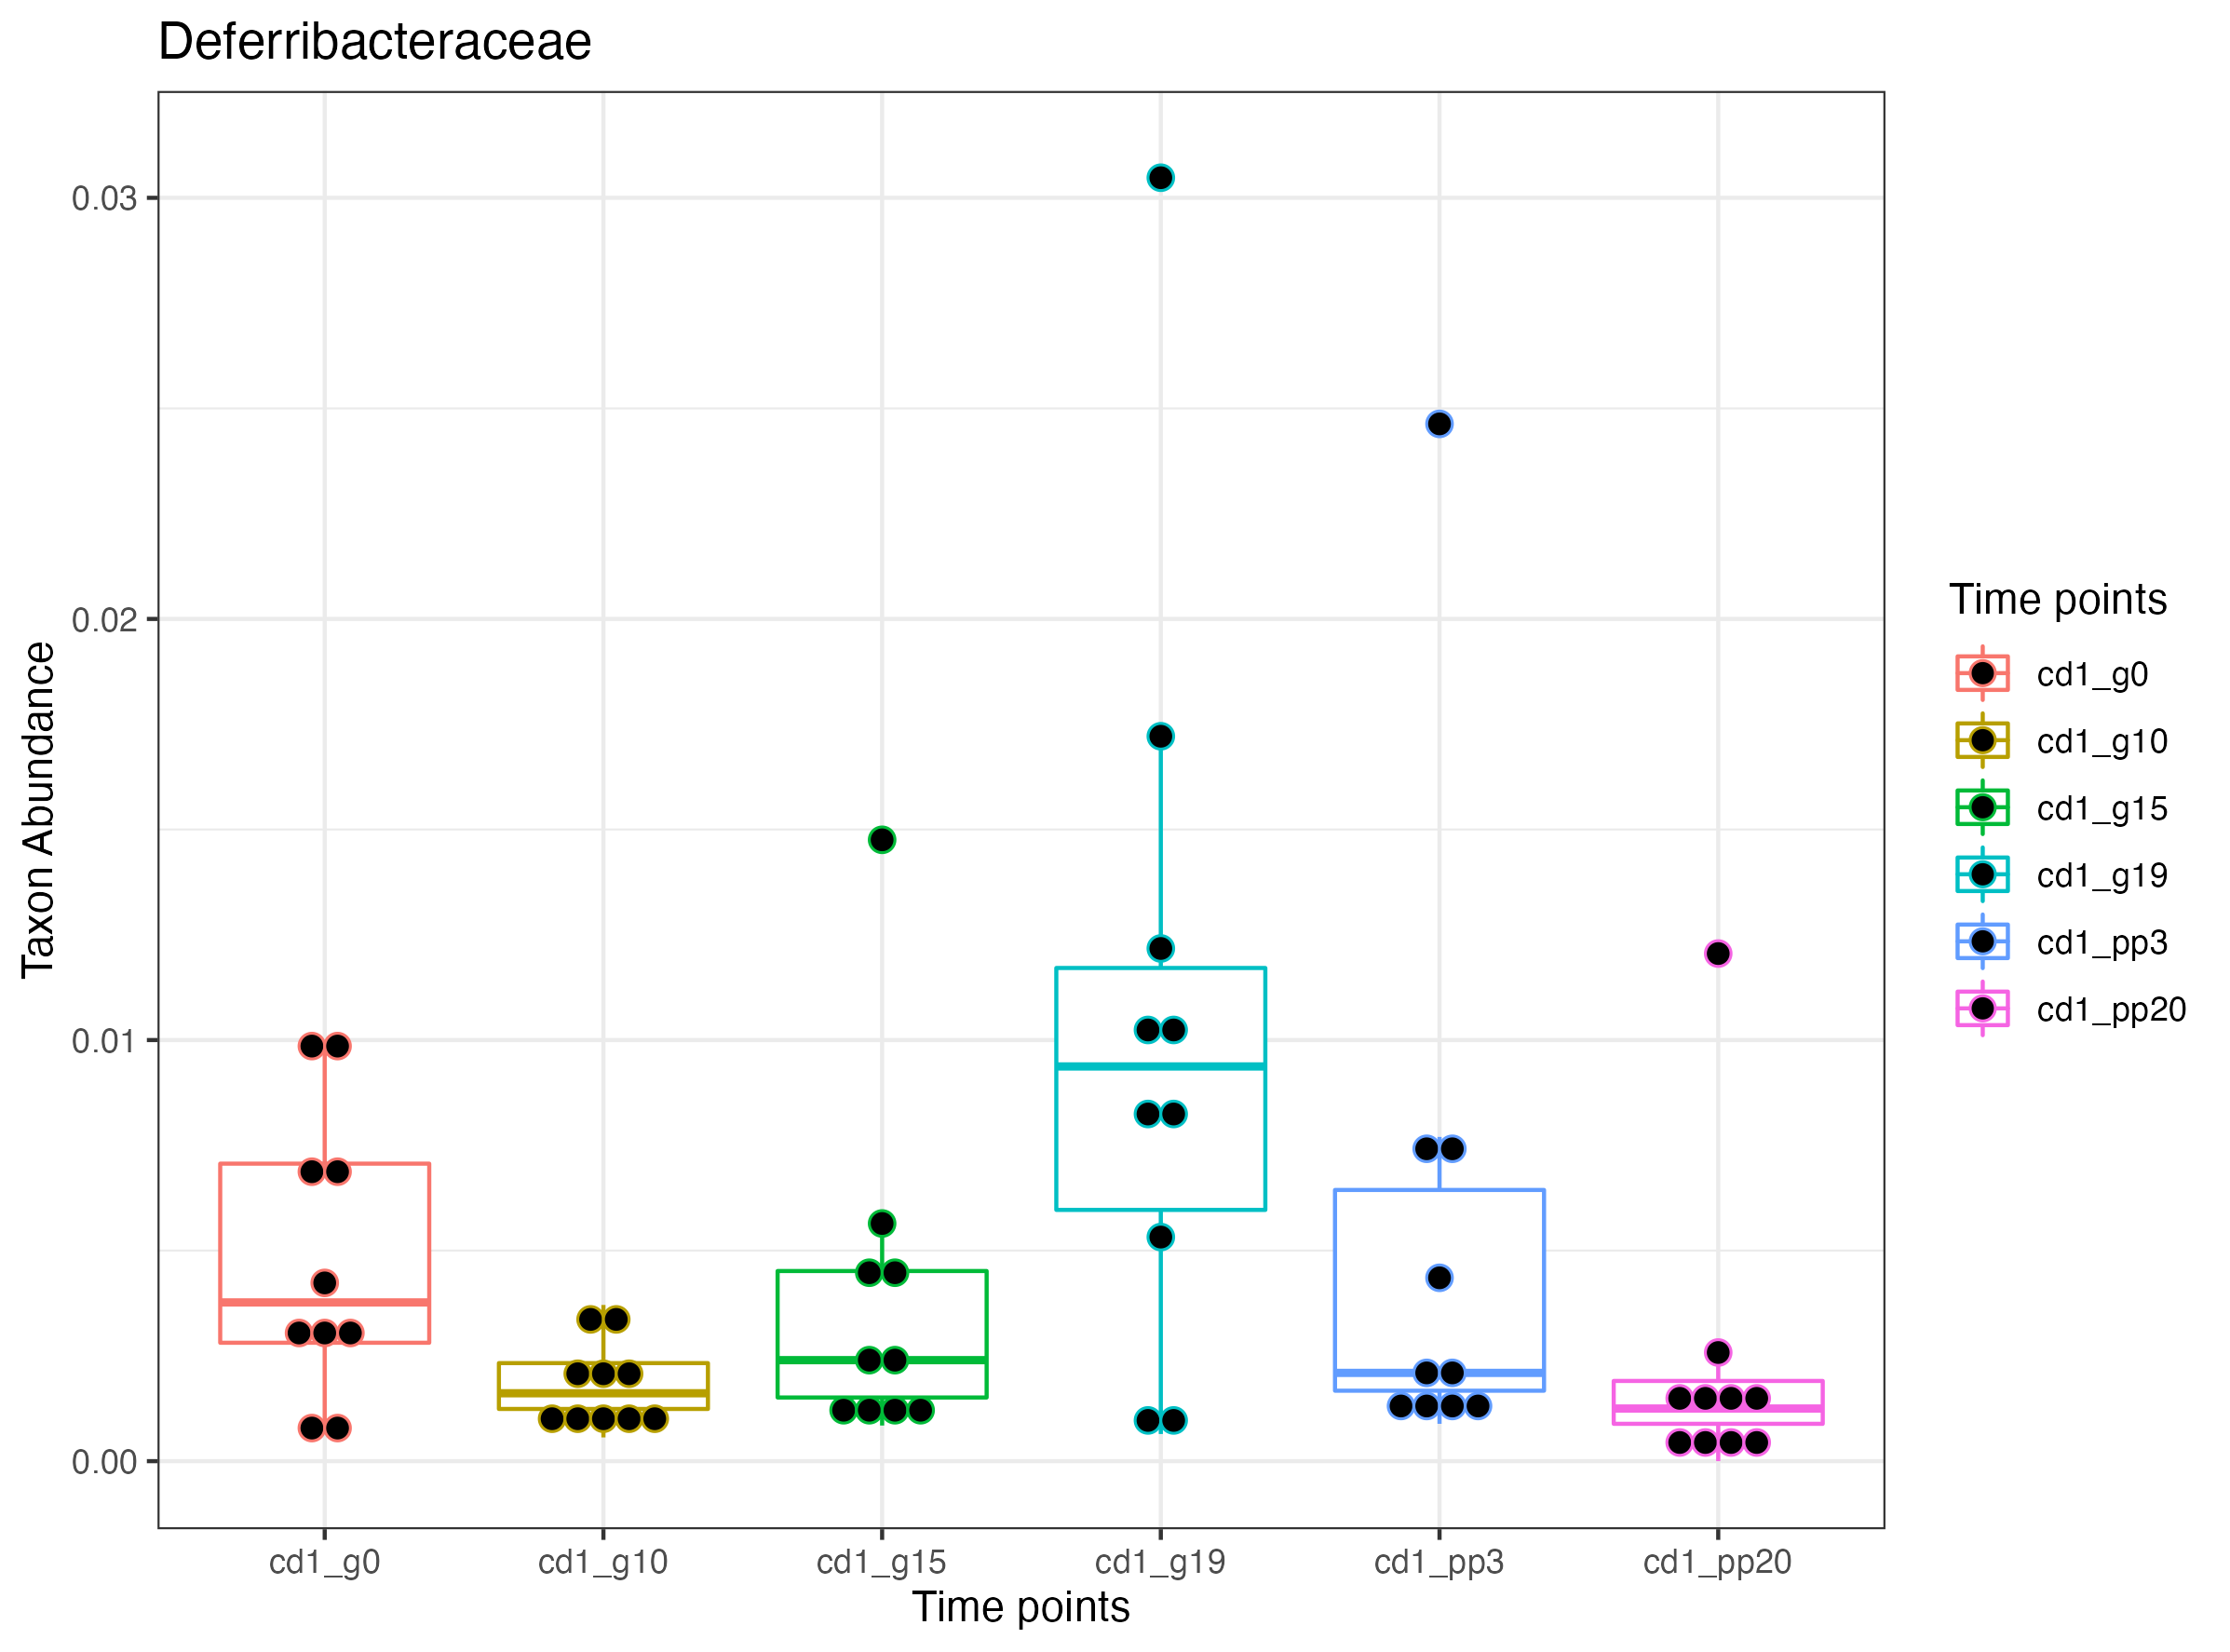 Deferribacteraceae
Taxon Abundance
0.03
0.02
0.01
0.00
cd1_g0 cd1_g10 cd1_g15 cd1_g19 cd1_pp3 cd1_pp20
Time points
Time points
cd1_g0
cd1_g10
cd1_g15
cd1_g19
cd1_pp3
cd1_pp20